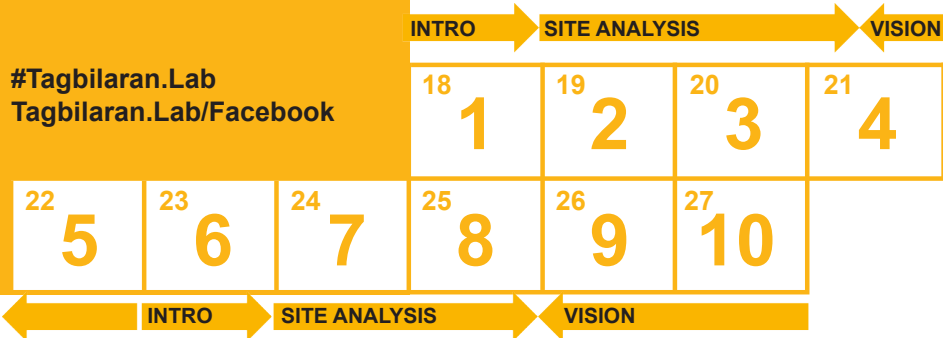 INTRO SITE ANALYSIS VISION
#Tagbilaran.Lab
Tagbilaran.Lab/Facebook
18 19 20 21
1 2 3 4
22 23 24 25 26 27
5 6 7 8 9 10
INTRO SITE ANALYSIS VISION